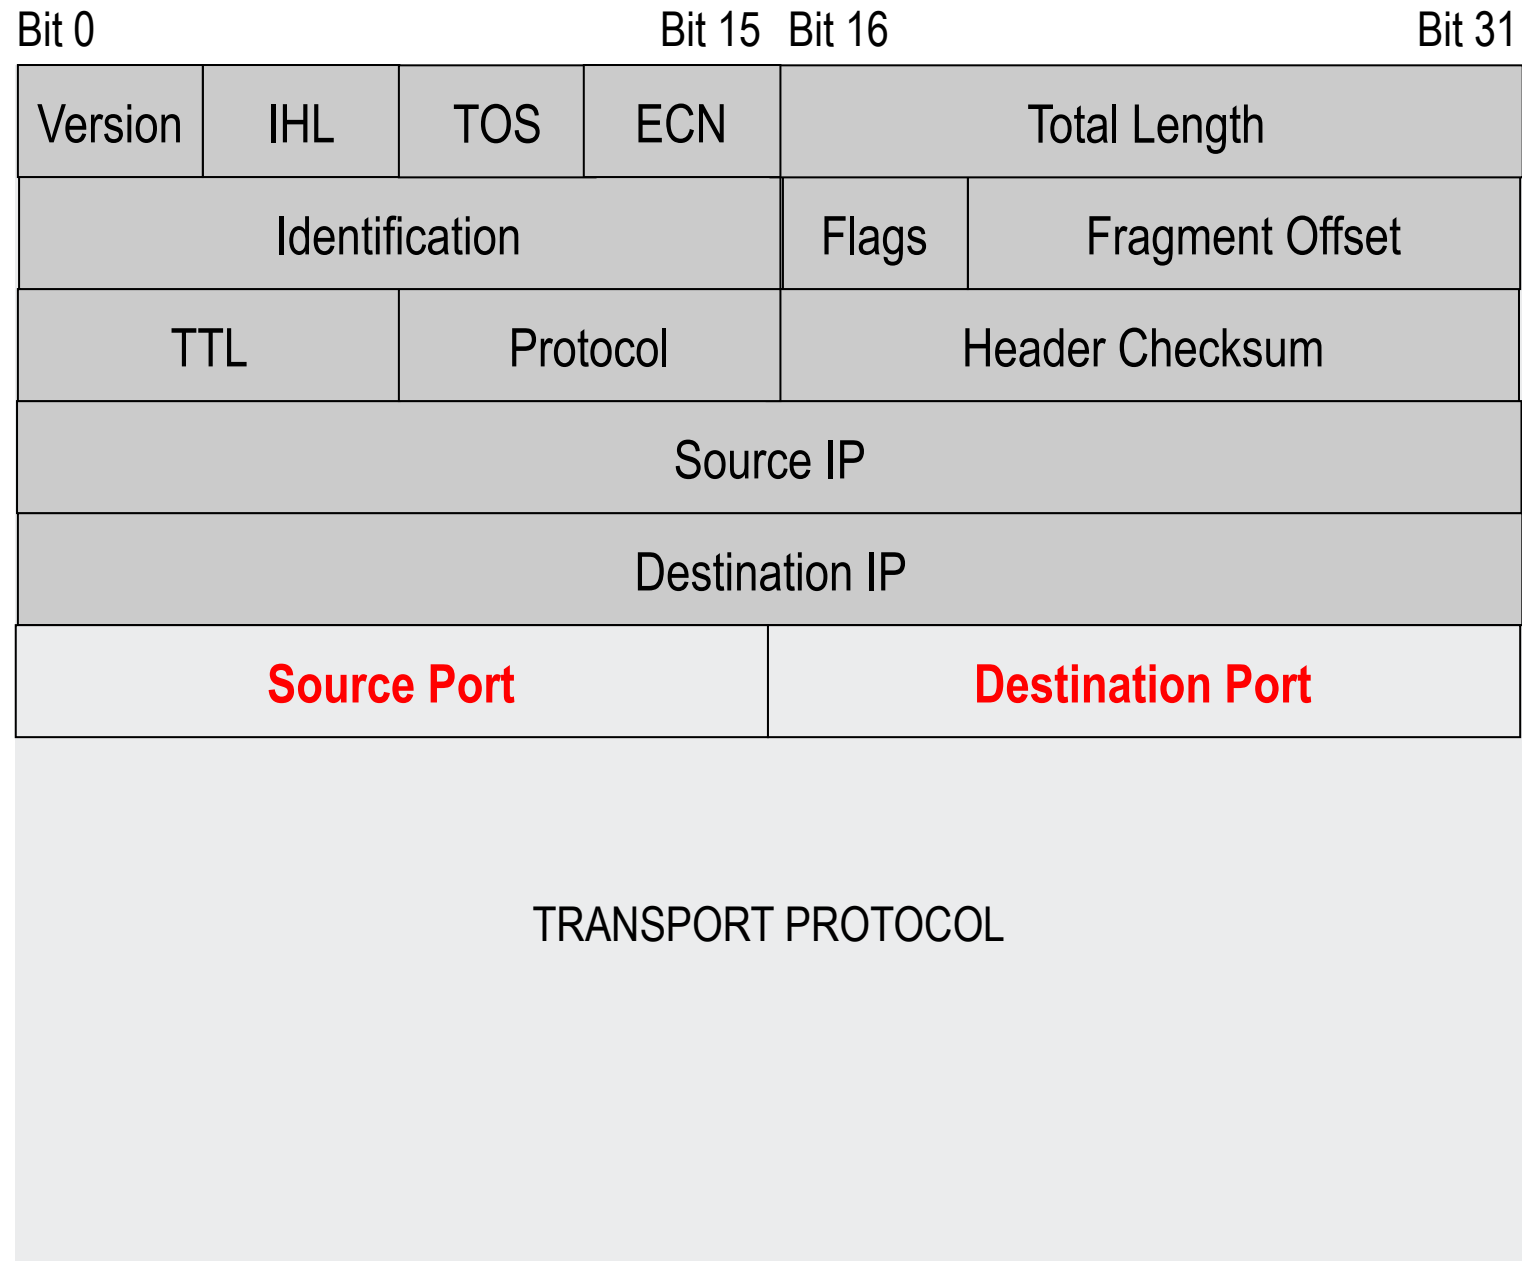 Bit 0 Bit 15 Bit 16 Bit 31
Version IHL TOS ECN Total Length
Identification Flags Fragment Offset
TTL Protocol Header Checksum
Source IP
Destination IP
Source Port Destination Port
TRANSPORT PROTOCOL